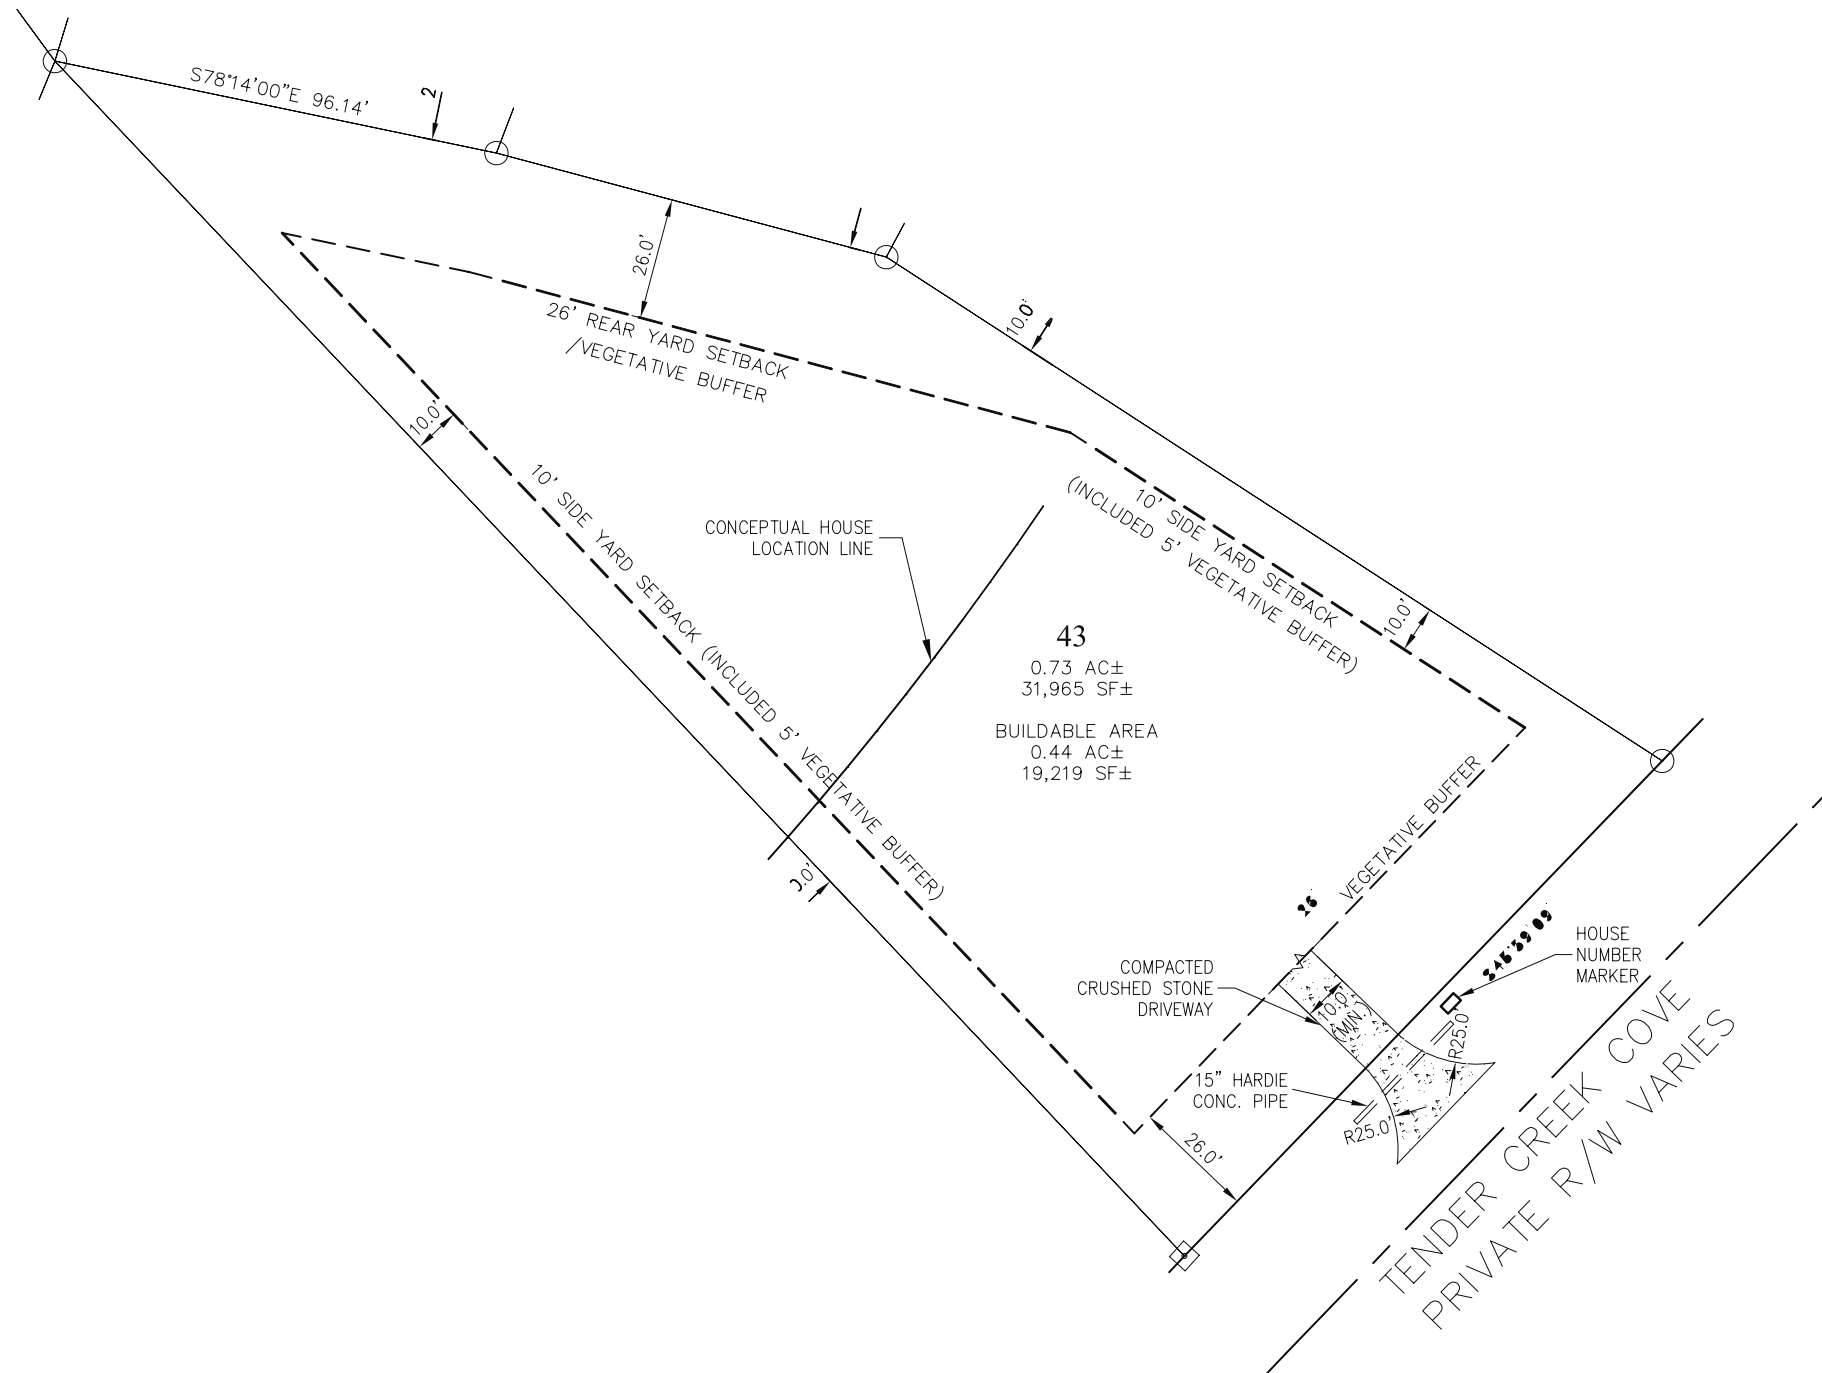 S78°14'00"E 96.14'
2
26.0'
10.0'
26' REAR YARD SETBACK
/VEGETATIVE BUFFER
10.0'
10' SIDE YARD SETBACK (INCLUDED 5' VEGETATIVE BUFFER)
10' SIDE YARD SETBACK
(INCLUDED 5' VEGETATIVE BUFFER)
CONCEPTUAL HOUSE
LOCATION LINE
10.0'
43
0.73 AC±
31,965 SF±
BUILDABLE AREA
0.44 AC±
19,219 SF±
VEGETATIVE BUFFER
.0'
26
HOUSE
NUMBER
MARKER
COMPACTED
CRUSHED STONE
DRIVEWAY
10.0'
(MIN.)
R25.0'
15" HARDIE
CONC. PIPE
R25.0'
26.0'
TENDER CREEK COVE
PRIVATE R/W VARIES